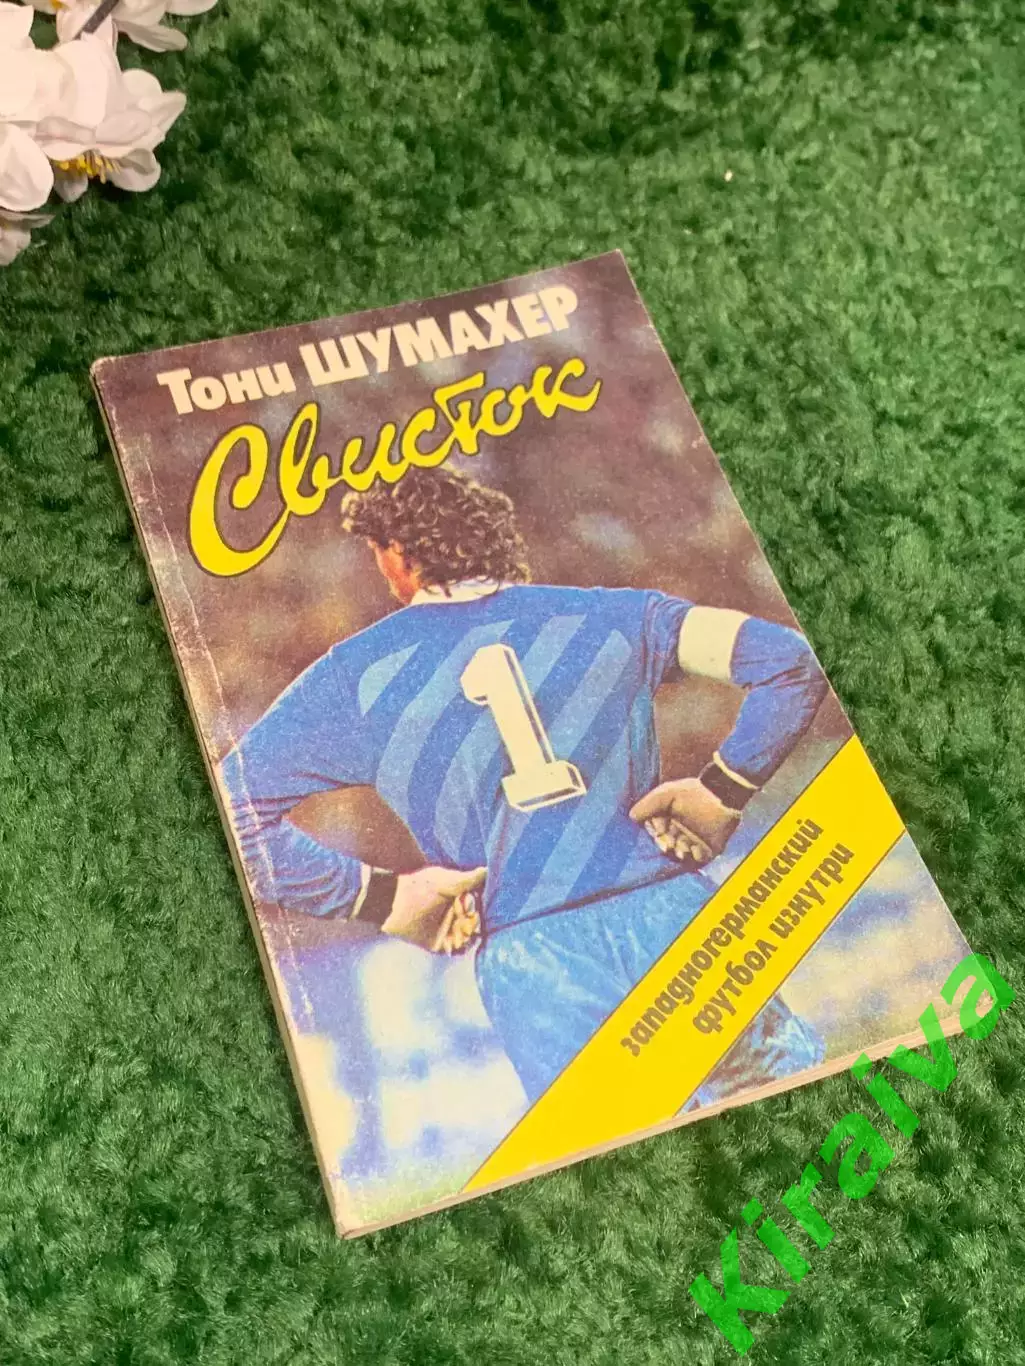 Тони ШУМАХЕР
Свисток
1
западногерманский
футбол изнутри
Kiraiva